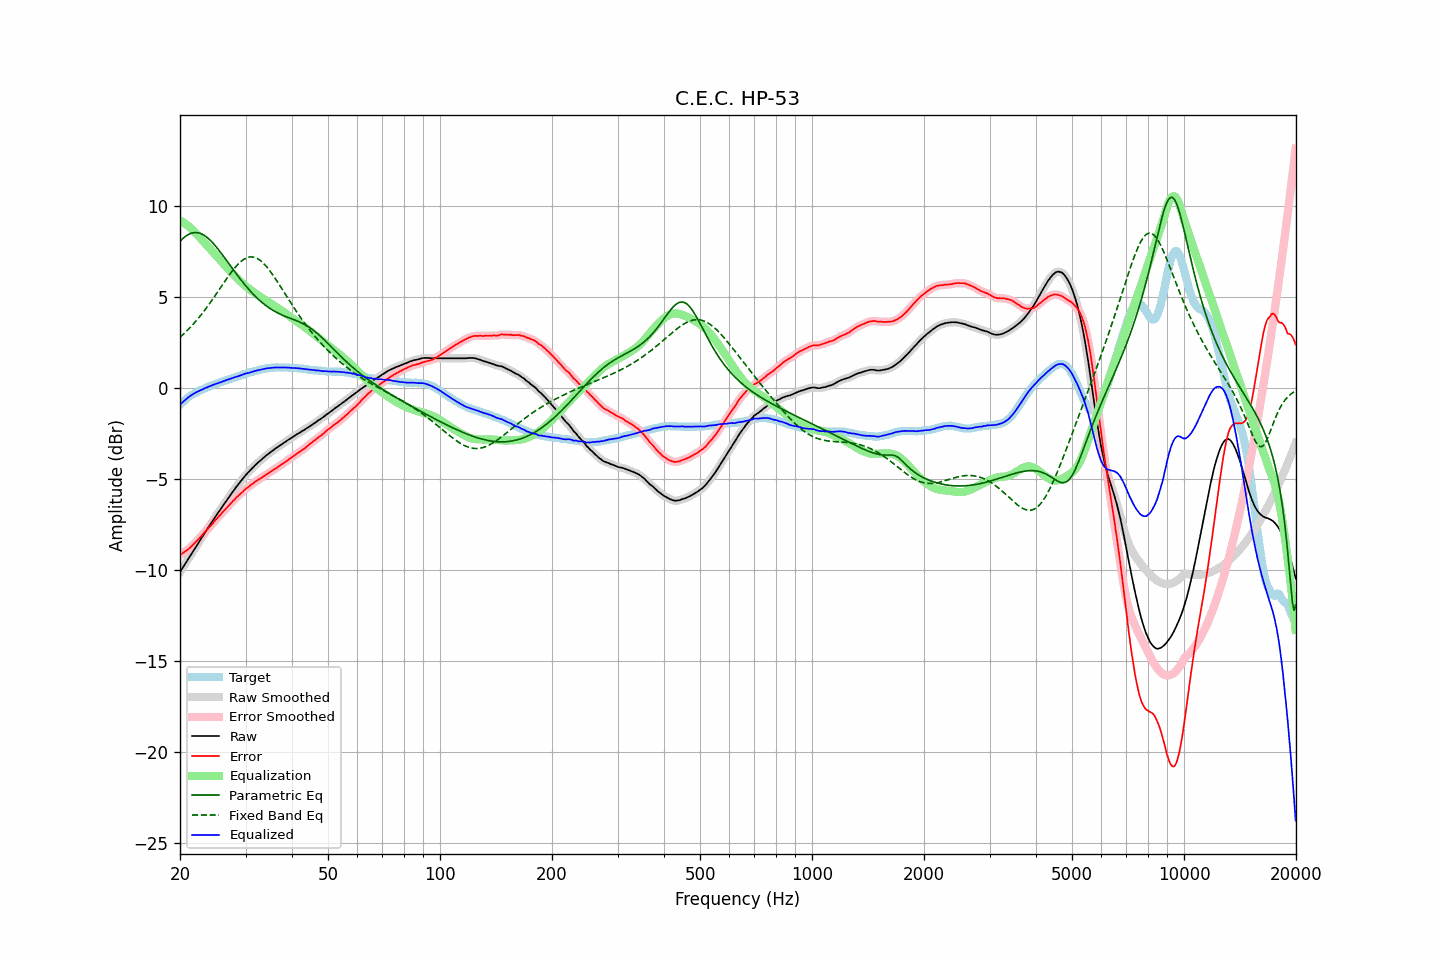 C.E.C. HP-53
Amplitude (dBr)
10
5
0
−5
−10
−15
−20
−25
Target
Raw Smoothed
Error Smoothed
Raw
Error
Equalization
Parametric Eq
Fixed Band Eq
Equalized
20 50 100 200 500 1000 2000 5000 10000 20000
Frequency (Hz)